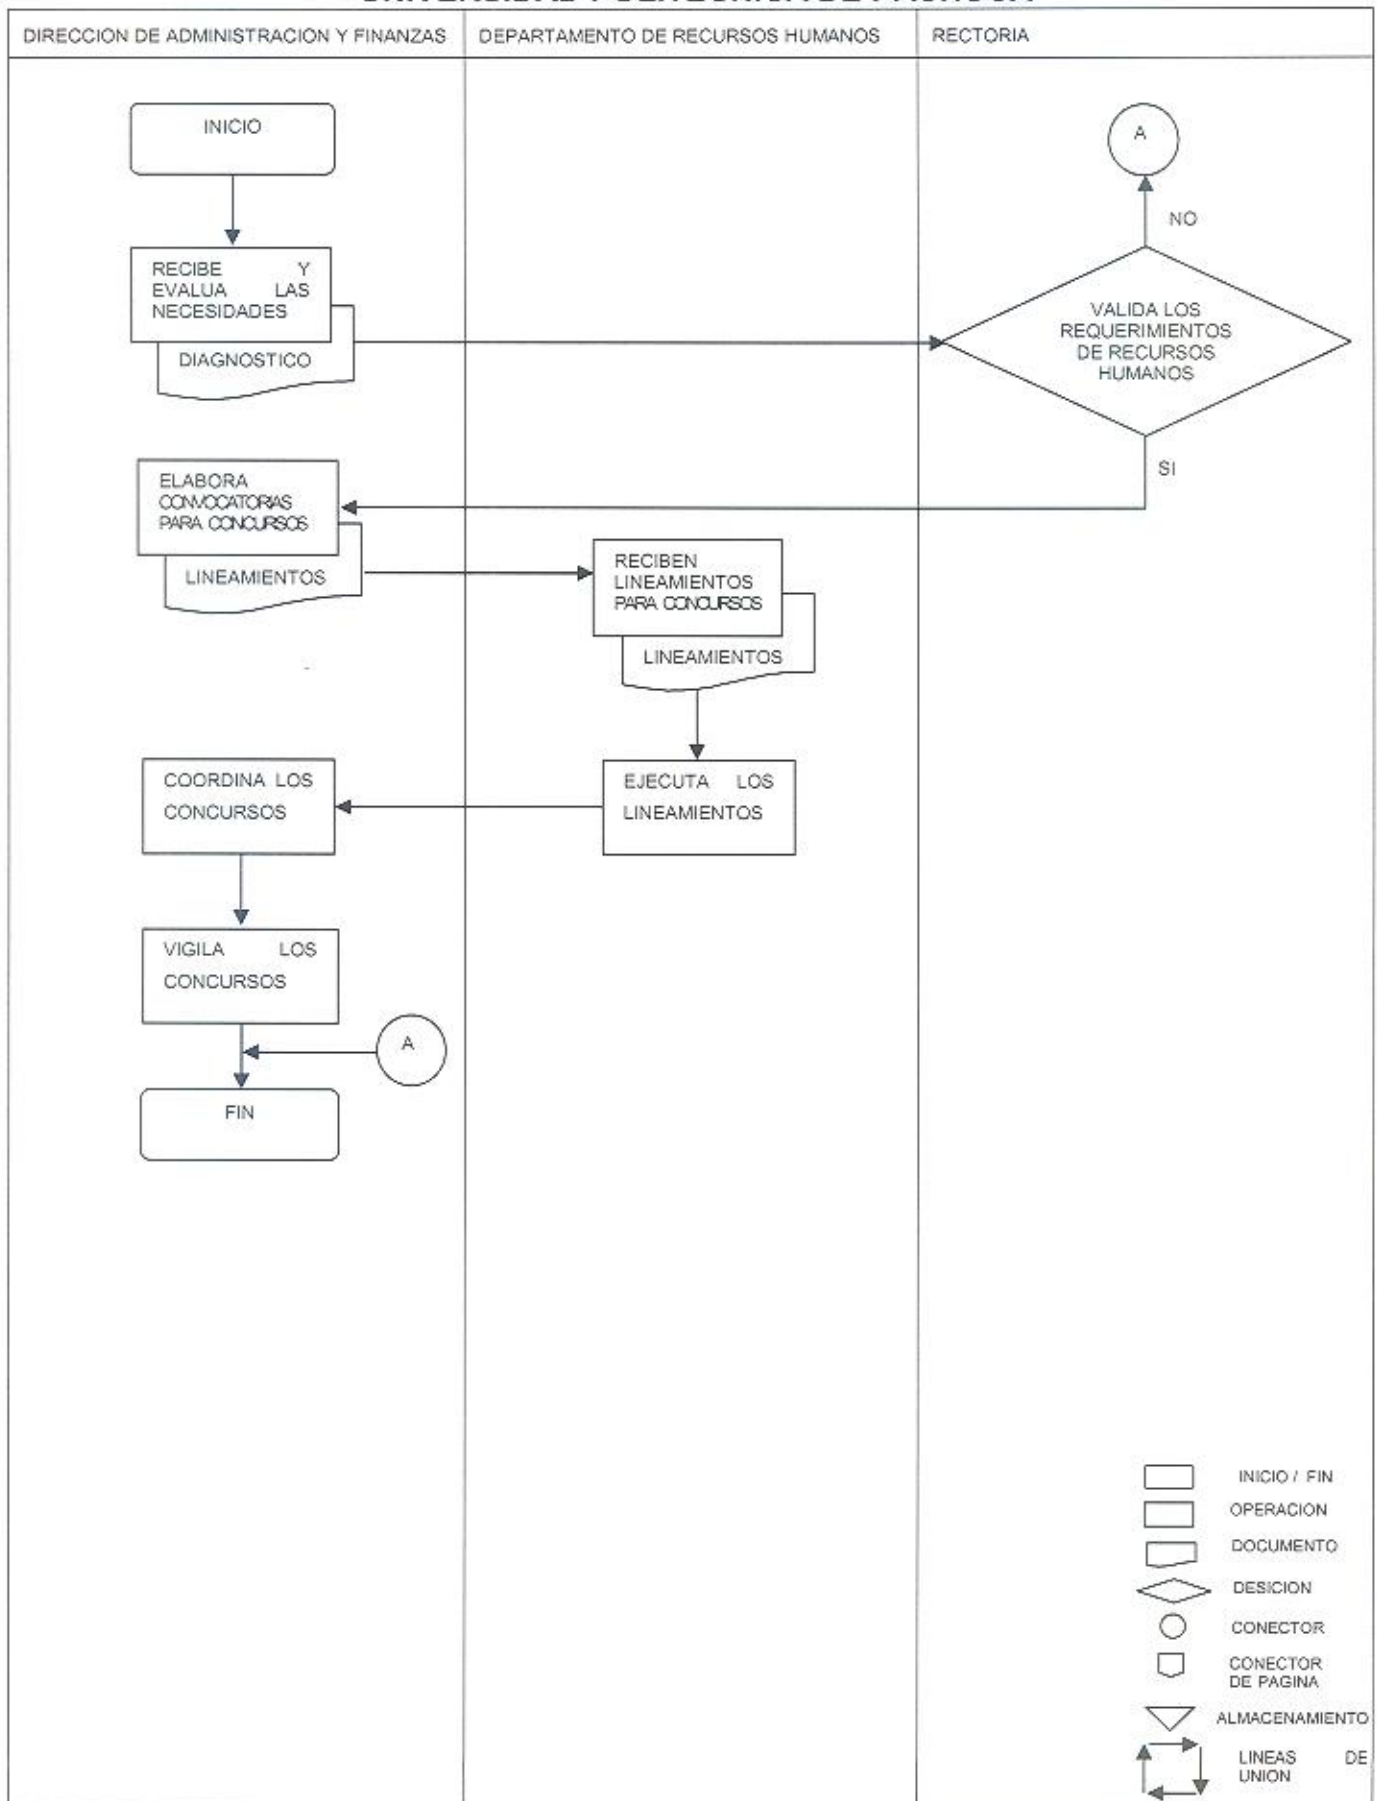 DIRECCION DE ADMINISTRACION Y FINANZAS
DEPARTAMENTO DE RECURSOS HUMANOS
RECTORIA
INICIO
A
NO
RECIBE Y
EVALUA LAS
NECESIDADES
DIAGNOSTICO
VALIDA LOS
REQUERIMIENTOS
DE RECURSOS
HUMANOS
SI
ELABORA
CONVOCATORIAS
PARA CONCURSOS
LINEAMIENTOS
RECIBEN
LINEAMIENTOS
PARA CONCURSOS
LINEAMIENTOS
COORDINA LOS
CONCURSOS
EJECUTA LOS
LINEAMIENTOS
VIGILA LOS
CONCURSOS
A
FIN
INICIO / FIN
OPERACION
DOCUMENTO
DESICION
CONECTOR
CONECTOR
DE PAGINA
ALMACENAMIENTO
LINEAS DE
UNION